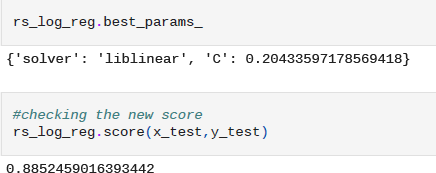 rs_log_reg.best_params_
{'solver': 'liblinear', 'C': 0.20433597178569418}
#checking the new score
rs_log_reg.score(x_test,y_test)
0.8852459016393442